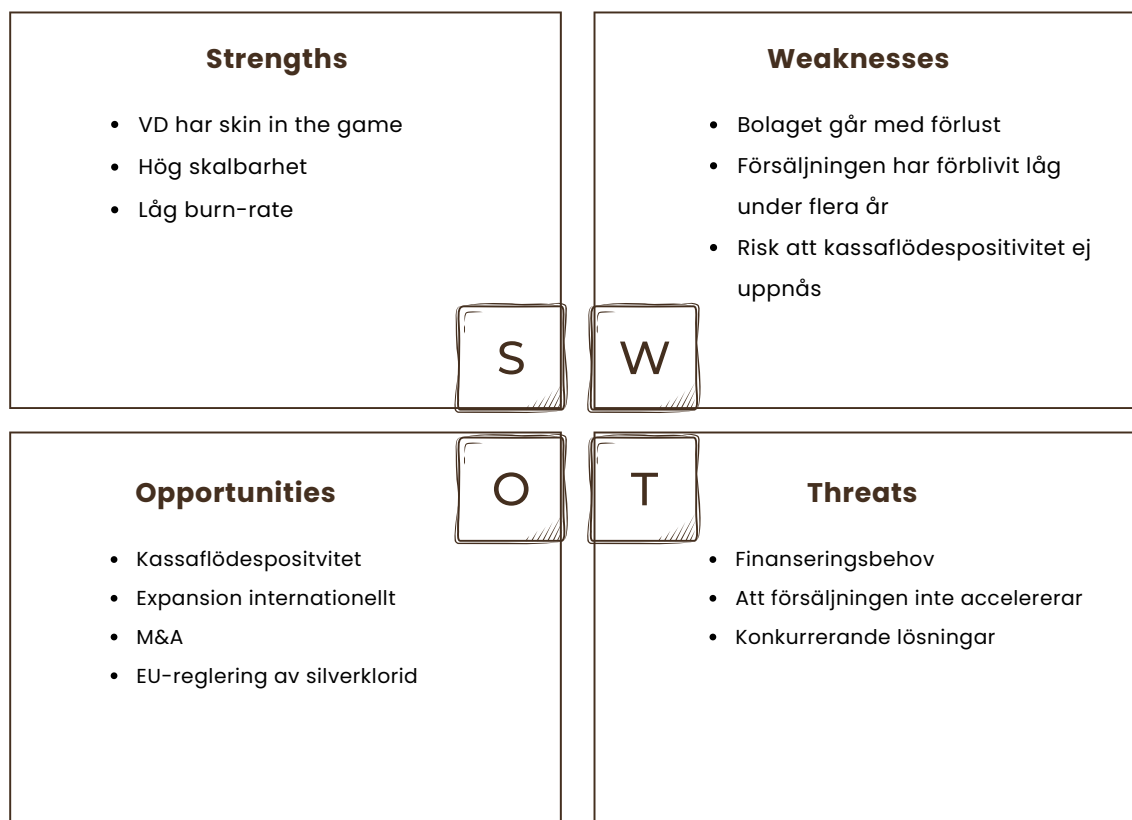 Strengths
VD har skin in the game
Hög skalbarhet
Låg burn-rate
S
Weaknesses
Bolaget går med förlust
Försäljningen har förblivit låg
under flera år
Risk att kassaflödespositivitet ej
uppnås
W
Opportunities
Kassaflödespositvitet
Expansion internationellt
M&A
EU-reglering av silverklorid
O
Threats
Finanseringsbehov
Att försäljningen inte accelererar
Konkurrerande lösningar
T